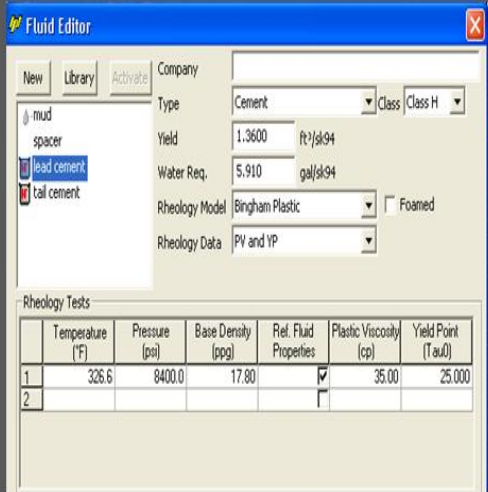 Fluid Editor
New Library Activate Company
Type Cement Class Class H
Yield 1.3600 ft³/sk94
Water Req. 5.910 gal/sk94
Rheology Model Bingham Plastic Foamed
Rheology Data PV and YP
mud
spacer
lead cement
tail cement
Rheology Tests
Temperature (°F) Pressure (psi) Base Density (ppg) Ref. Fluid Properties Plastic Viscosity (cp) Yield Point (Tau0)
1 326.6 8400.0 17.80 35.00 25.000
2